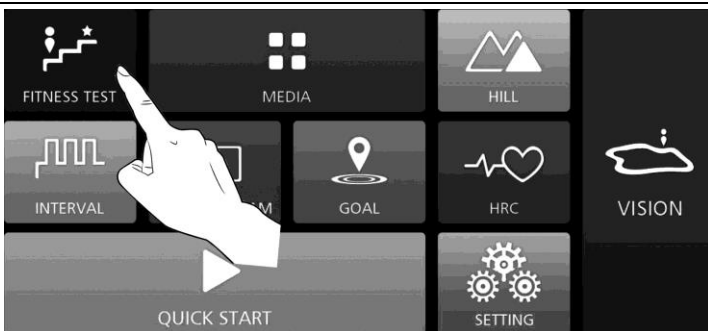 FITNESS TEST
MEDIA
HILL
INTERVAL
GOAL
HRC
VISION
QUICK START
SETTING